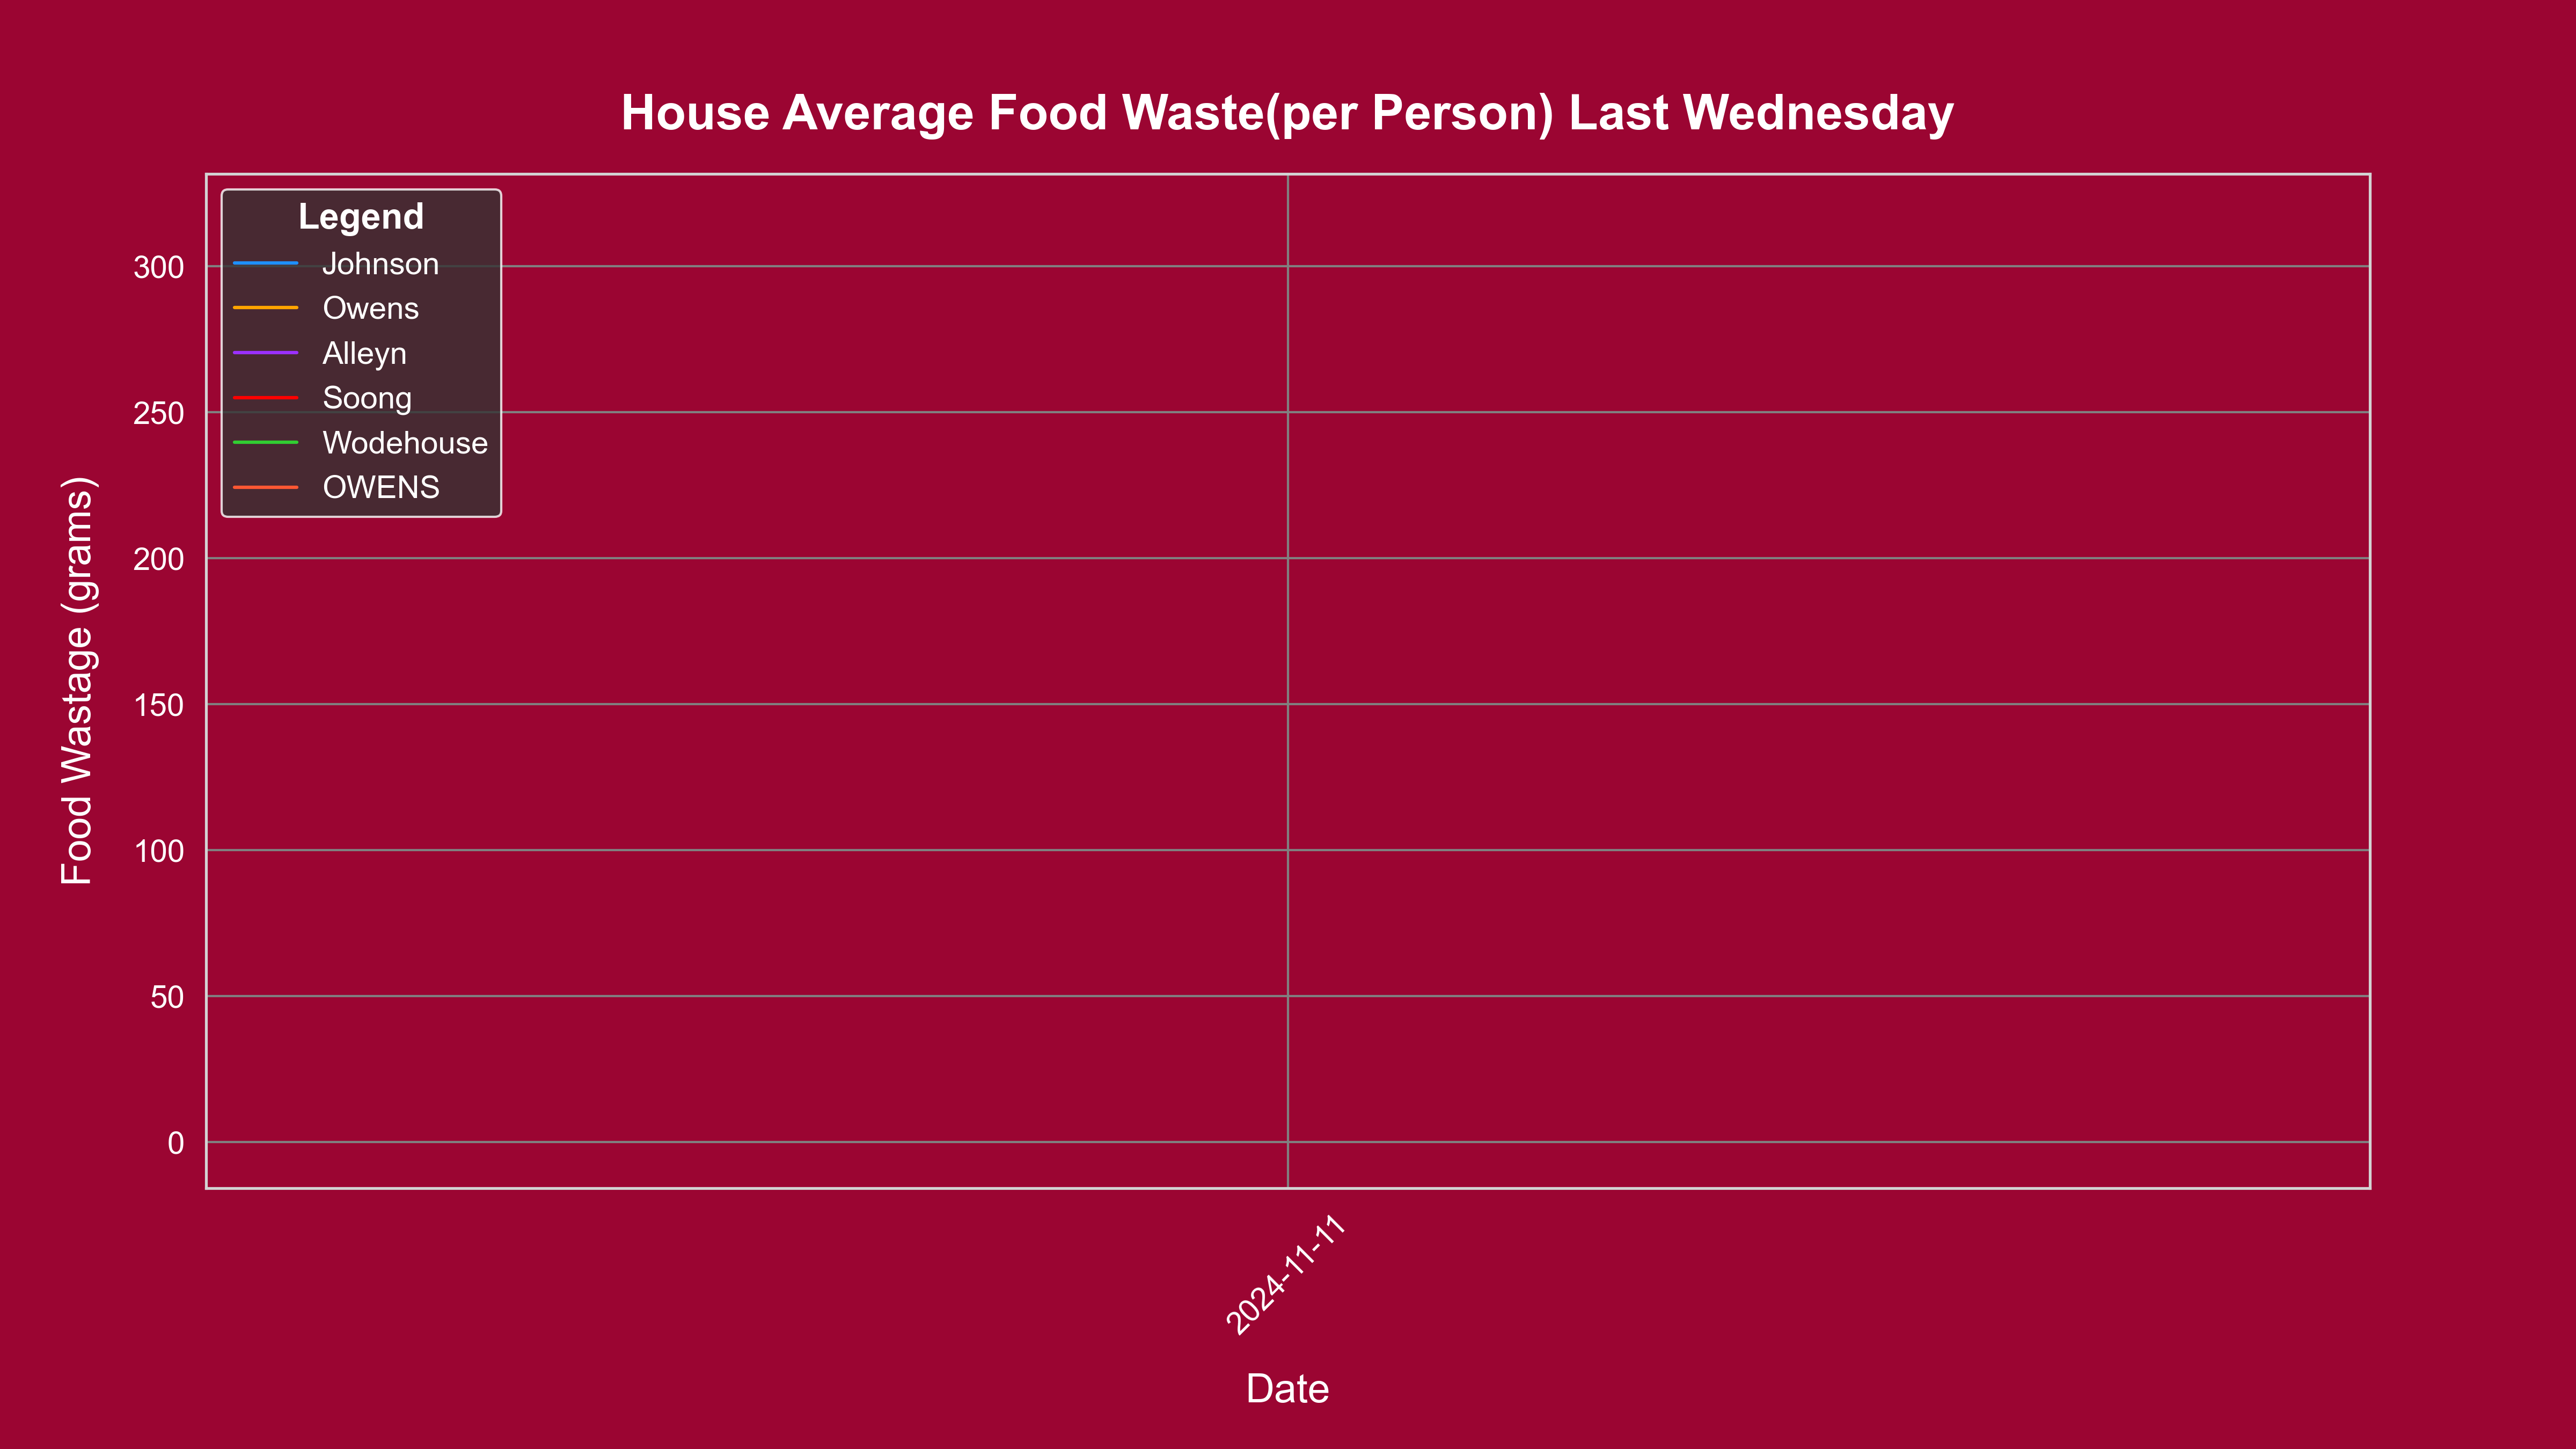 House Average Food Waste(per Person) Last Wednesday
Legend
Johnson
Owens
Alleyn
Soong
Wodehouse
OWENS
300
250
200
150
100
50
0
Food Wastage (grams)
2024-11-11
Date